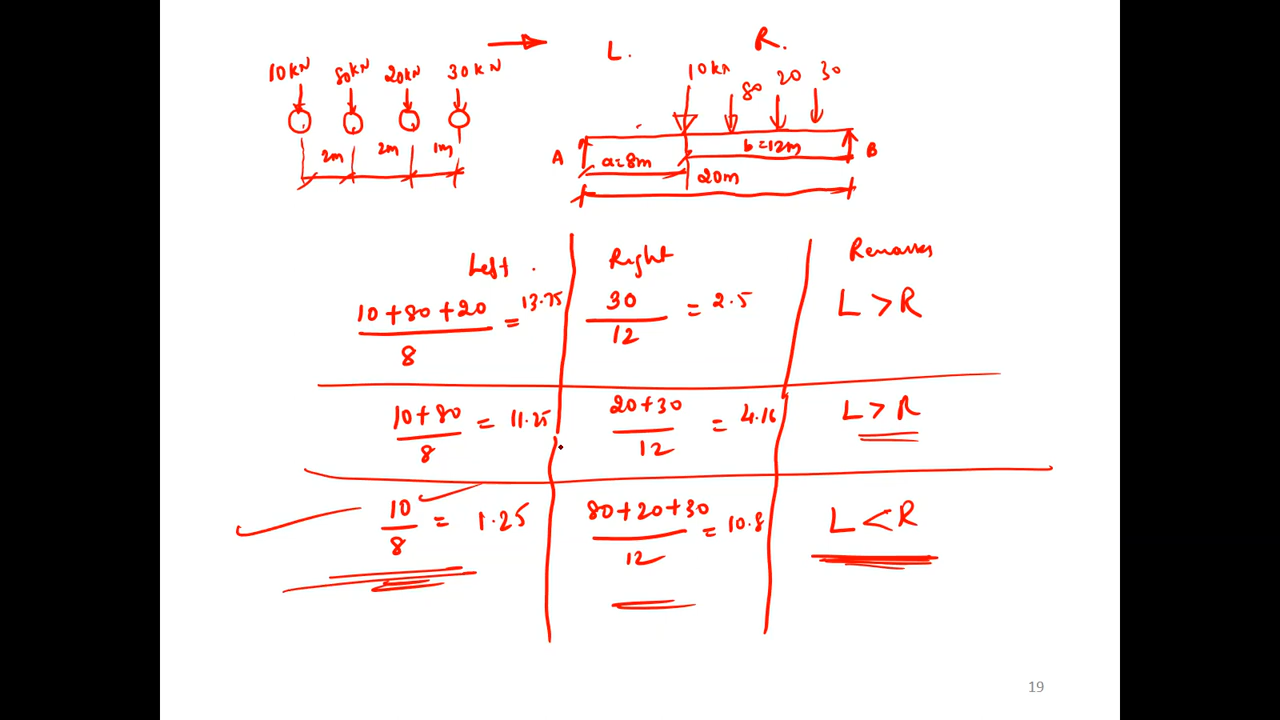 10kN 80kN 20kN 30kN
2m 2m 1m
L. R.
10kN 80 20 30
A a=8m b=12m B
20m
Left . Right Remarks
10+80+20 / 8 = 13.75 30 / 12 = 2.5 L > R
10+80 / 8 = 11.25 20+30 / 12 = 4.16 L > R
10 / 8 = 1.25 80+20+30 / 12 = 10.8 L < R
19